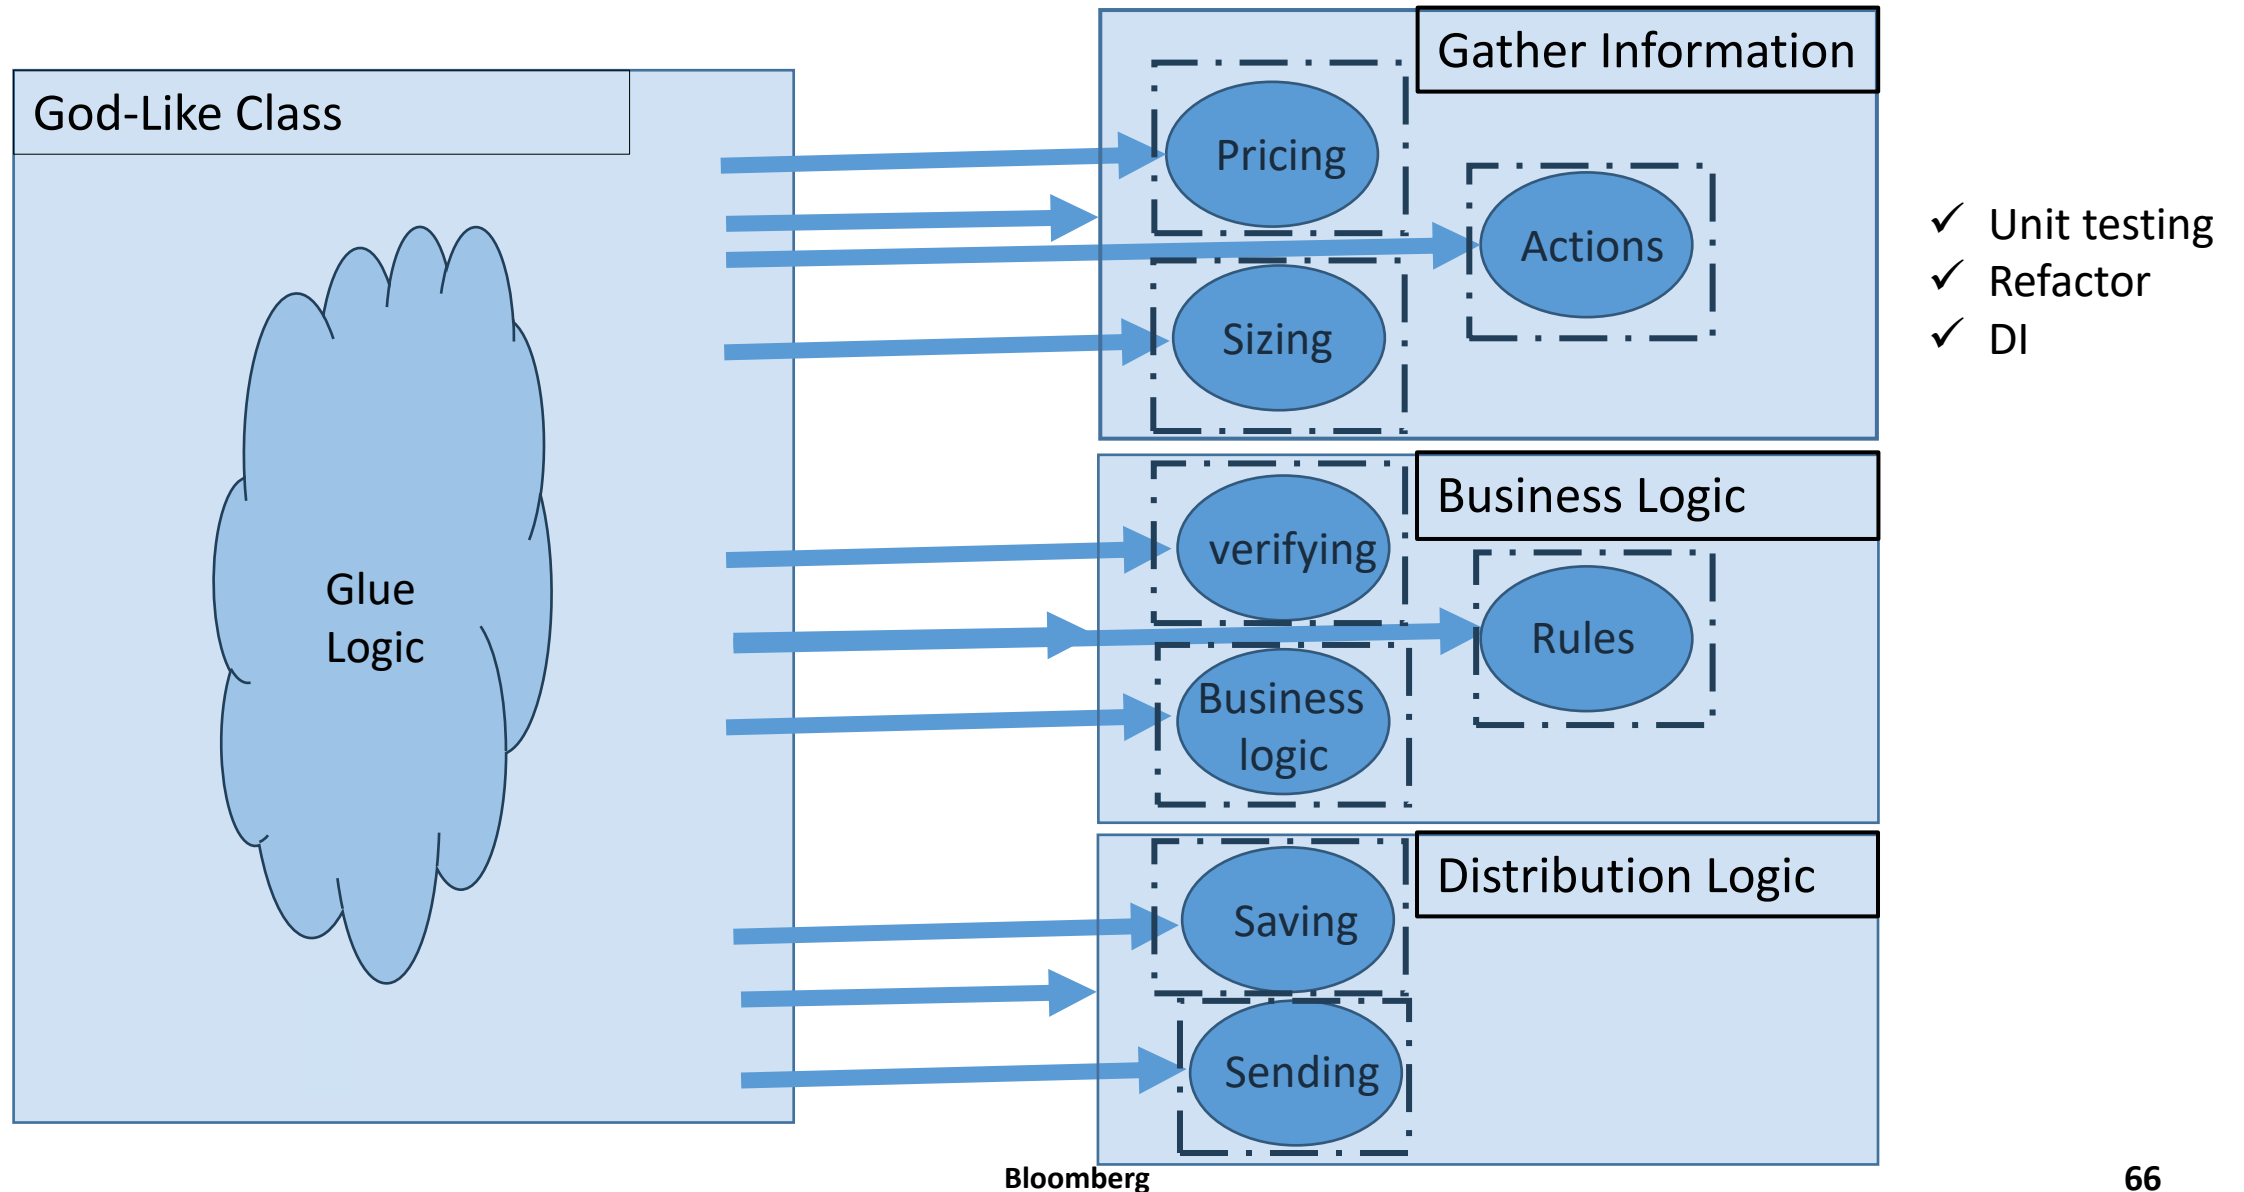 God-Like Class
Glue
Logic
Gather Information
Pricing
Actions
Sizing
Business Logic
verifying
Rules
Business
logic
Distribution Logic
Saving
Sending
✓ Unit testing
✓ Refactor
✓ DI
Bloomberg
66